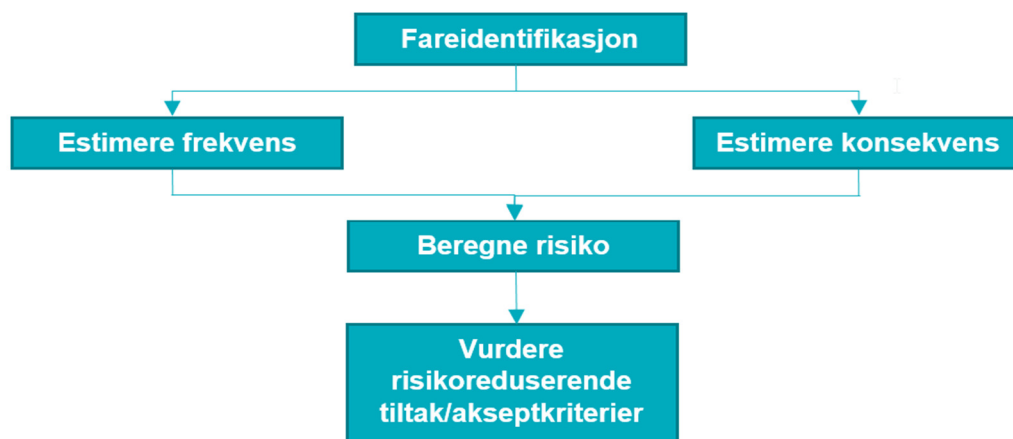 Fareidentifikasjon
Estimere frekvens
Estimere konsekvens
Beregne risiko
Vurdere
risikoreduserende
tiltak/akseptkriterier